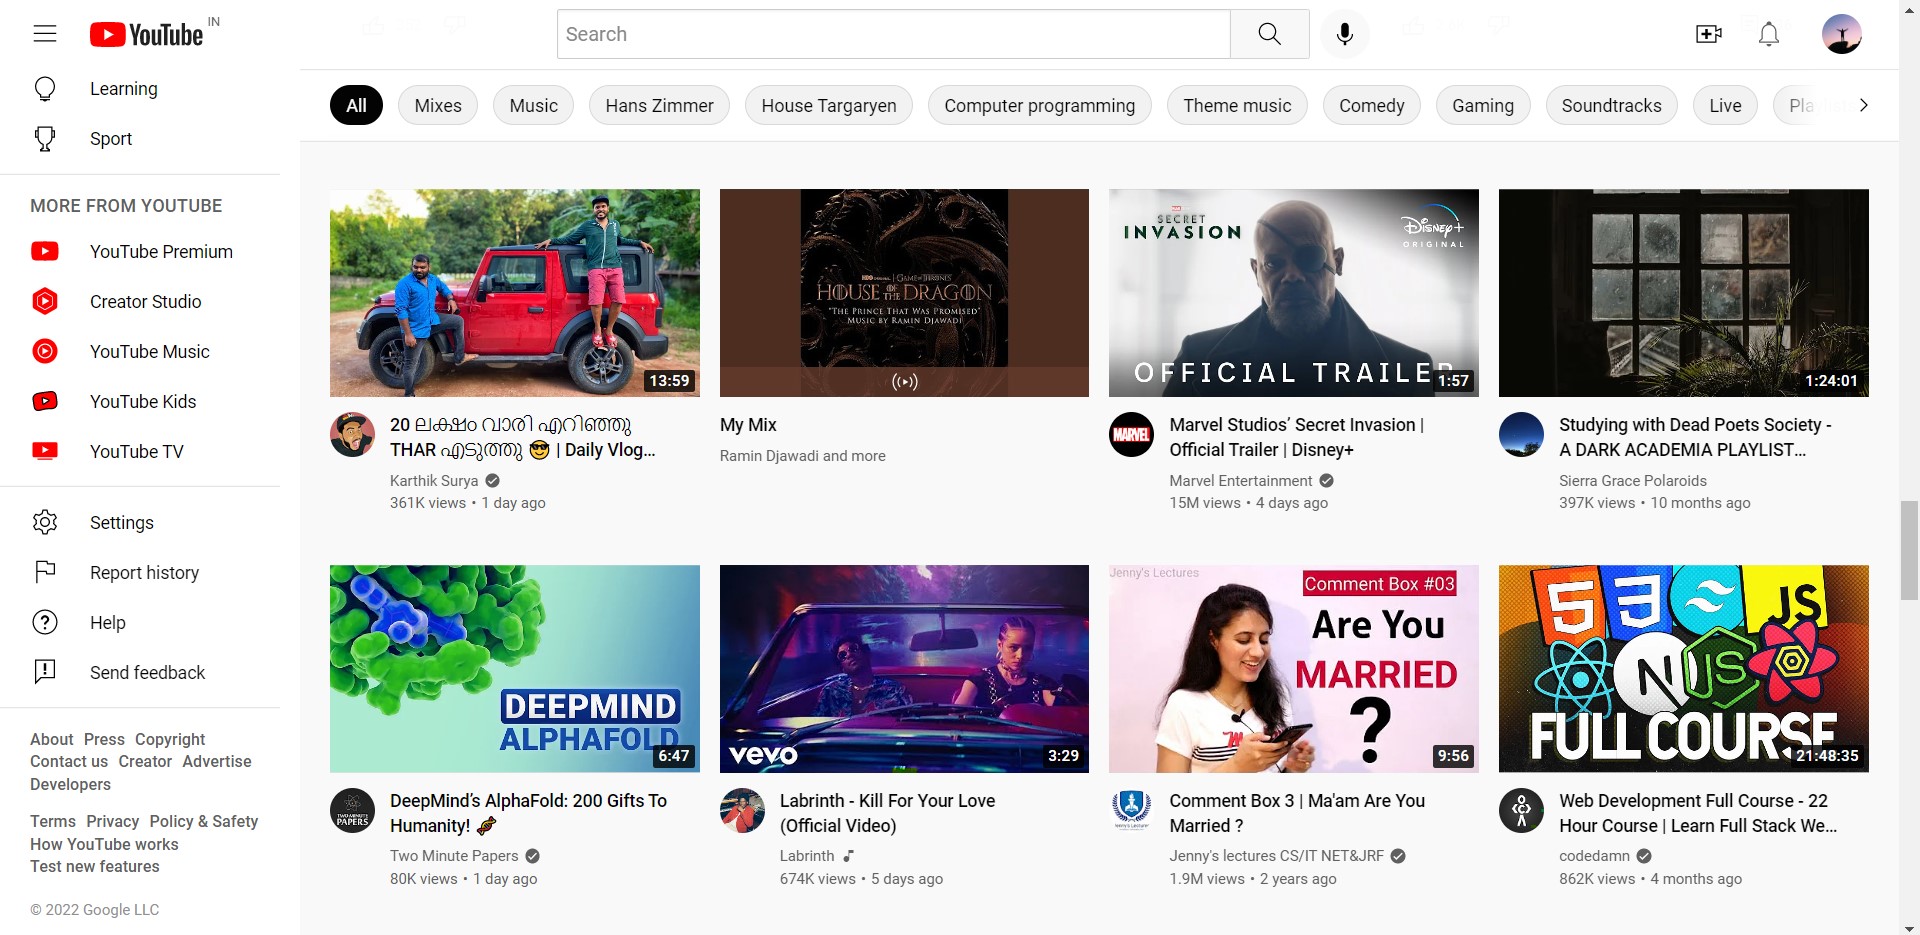 YouTube IN
Search
Learning
Sport
MORE FROM YOUTUBE
YouTube Premium
Creator Studio
YouTube Music
YouTube Kids
YouTube TV
Settings
Report history
Help
Send feedback
About Press Copyright
Contact us Creator Advertise
Developers
Terms Privacy Policy & Safety
How YouTube works
Test new features
© 2022 Google LLC
All Mixes Music Hans Zimmer House Targaryen Computer programming Theme music Comedy Gaming Soundtracks Live
13:59
20 ലക്ഷം വാരി എറിഞ്ഞു
THAR എടുത്തു 😎 | Daily Vlog...
Karthik Surya
361K views • 1 day ago
HBO | GAME OF THRONES
HOUSE OF THE DRAGON
"THE PRINCE THAT WAS PROMISED"
MUSIC BY RAMIN DJAWADI
My Mix
Ramin Djawadi and more
SECRET
INVASION
Disney+
ORIGINAL
OFFICIAL TRAILER
1:57
MARVEL
Marvel Studios’ Secret Invasion |
Official Trailer | Disney+
Marvel Entertainment
15M views • 4 days ago
1:24:01
Studying with Dead Poets Society -
A DARK ACADEMIA PLAYLIST...
Sierra Grace Polaroids
397K views • 10 months ago
DEEPMIND
ALPHAFOLD
6:47
TWO MINUTE
PAPERS
DeepMind’s AlphaFold: 200 Gifts To
Humanity! 🧬
Two Minute Papers
80K views • 1 day ago
vevo
3:29
Labrinth - Kill For Your Love
(Official Video)
Labrinth
674K views • 5 days ago
Jenny's Lectures
Comment Box #03
Are You
MARRIED
?
9:56
Comment Box 3 | Ma'am Are You
Married ?
Jenny's lectures CS/IT NET&JRF
1.9M views • 2 years ago
5 3 JS
N JS
FULL COURSE
21:48:35
Web Development Full Course - 22
Hour Course | Learn Full Stack We...
codedamn
862K views • 4 months ago